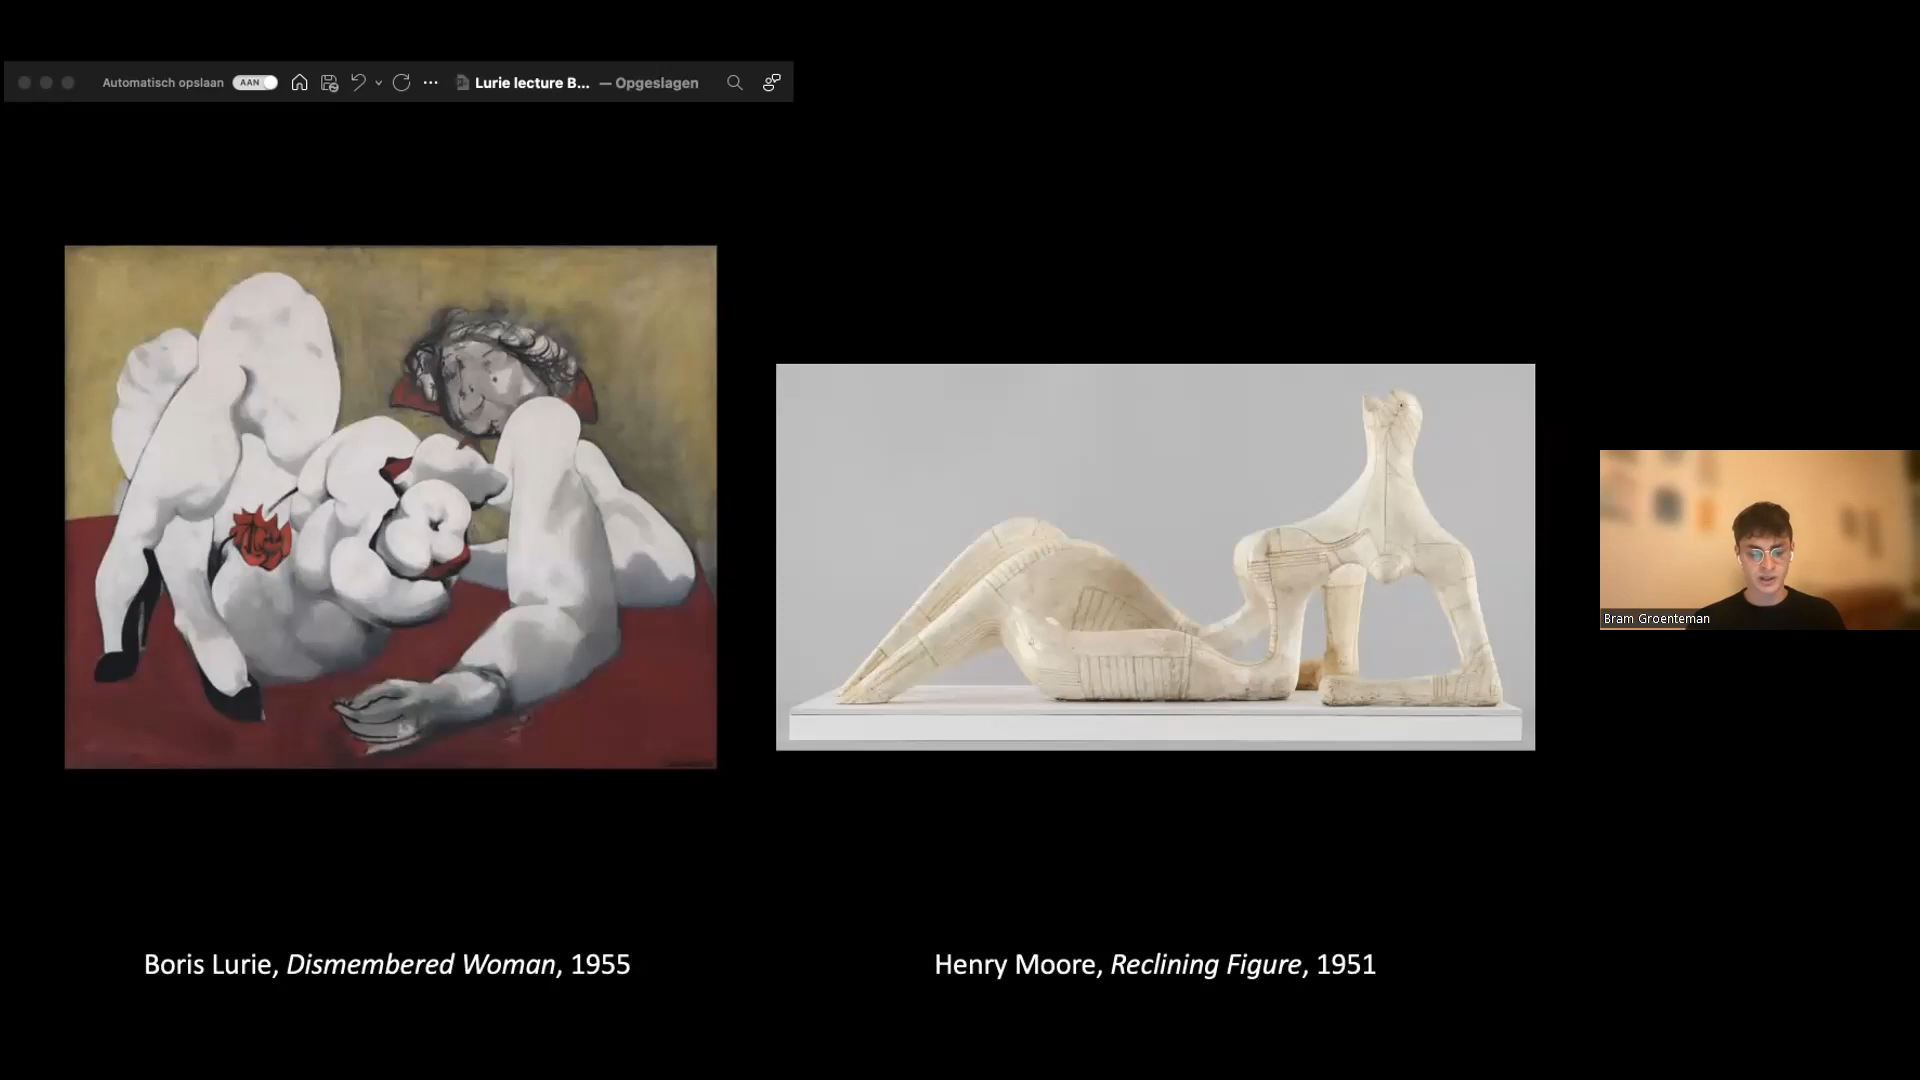 Automatisch opslaan AAN Lurie lecture B... — Opgeslagen
Bram Groenteman
Boris Lurie, Dismembered Woman, 1955
Henry Moore, Reclining Figure, 1951